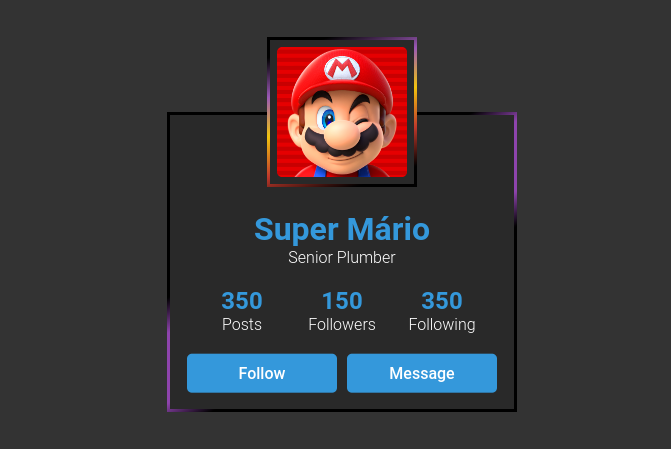 M
Super Mário
Senior Plumber
350 150 350
Posts Followers Following
Follow Message